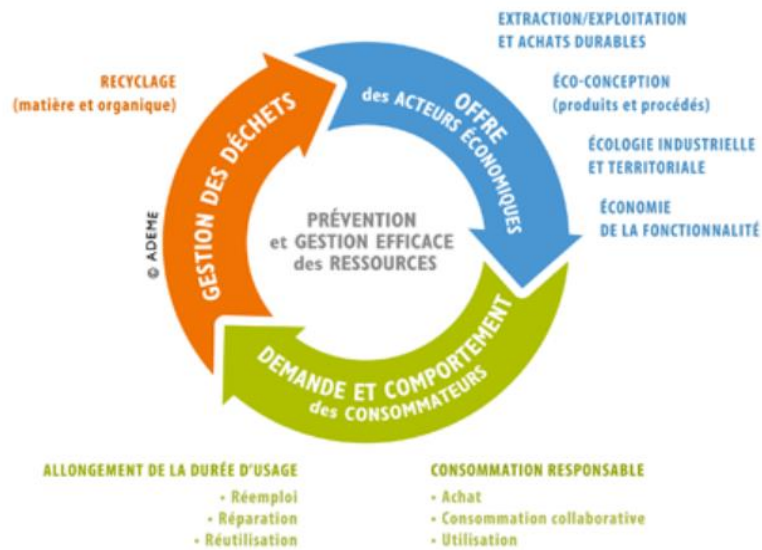 EXTRACTION/EXPLOITATION
ET ACHATS DURABLES
RECYCLAGE
(matière et organique)
ÉCO-CONCEPTION
(produits et procédés)
ÉCOLOGIE INDUSTRIELLE
ET TERRITORIALE
ÉCONOMIE
DE LA FONCTIONNALITÉ
OFFRE
des ACTEURS ÉCONOMIQUES
GESTION DES DÉCHETS
© ADEME
PRÉVENTION
et GESTION EFFICACE
des RESSOURCES
DEMANDE ET COMPORTEMENT
des CONSOMMATEURS
ALLONGEMENT DE LA DURÉE D'USAGE
• Réemploi
• Réparation
• Réutilisation
CONSOMMATION RESPONSABLE
• Achat
• Consommation collaborative
• Utilisation